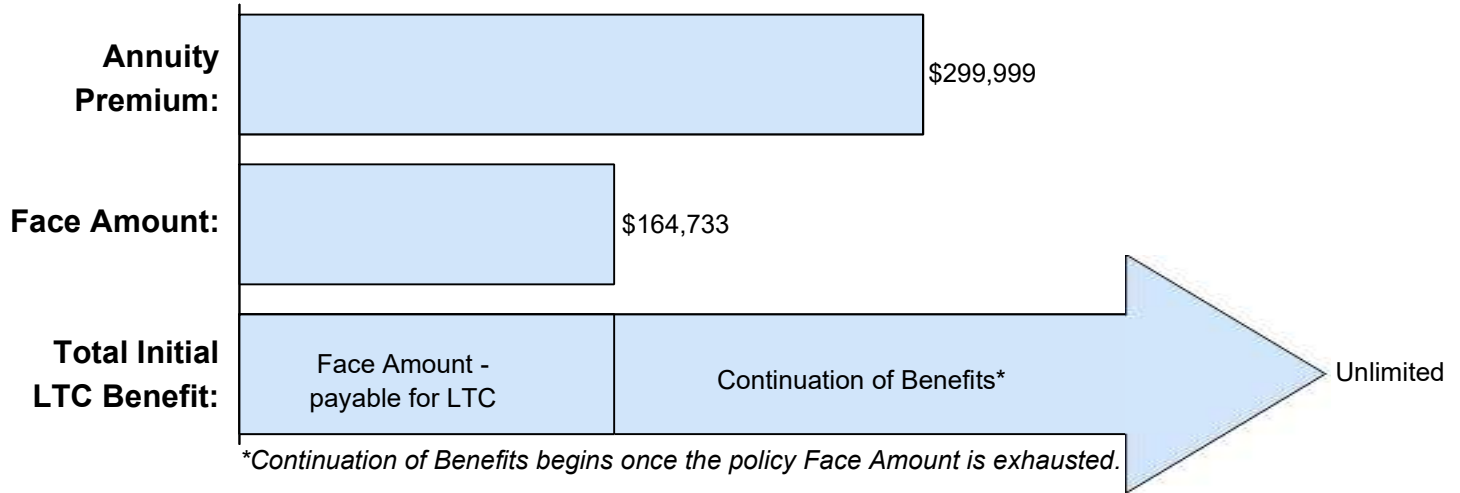 Annuity
Premium:
$299,999
Face Amount:
$164,733
Total Initial
LTC Benefit:
Face Amount -
payable for LTC
Continuation of Benefits*
Unlimited
*Continuation of Benefits begins once the policy Face Amount is exhausted.